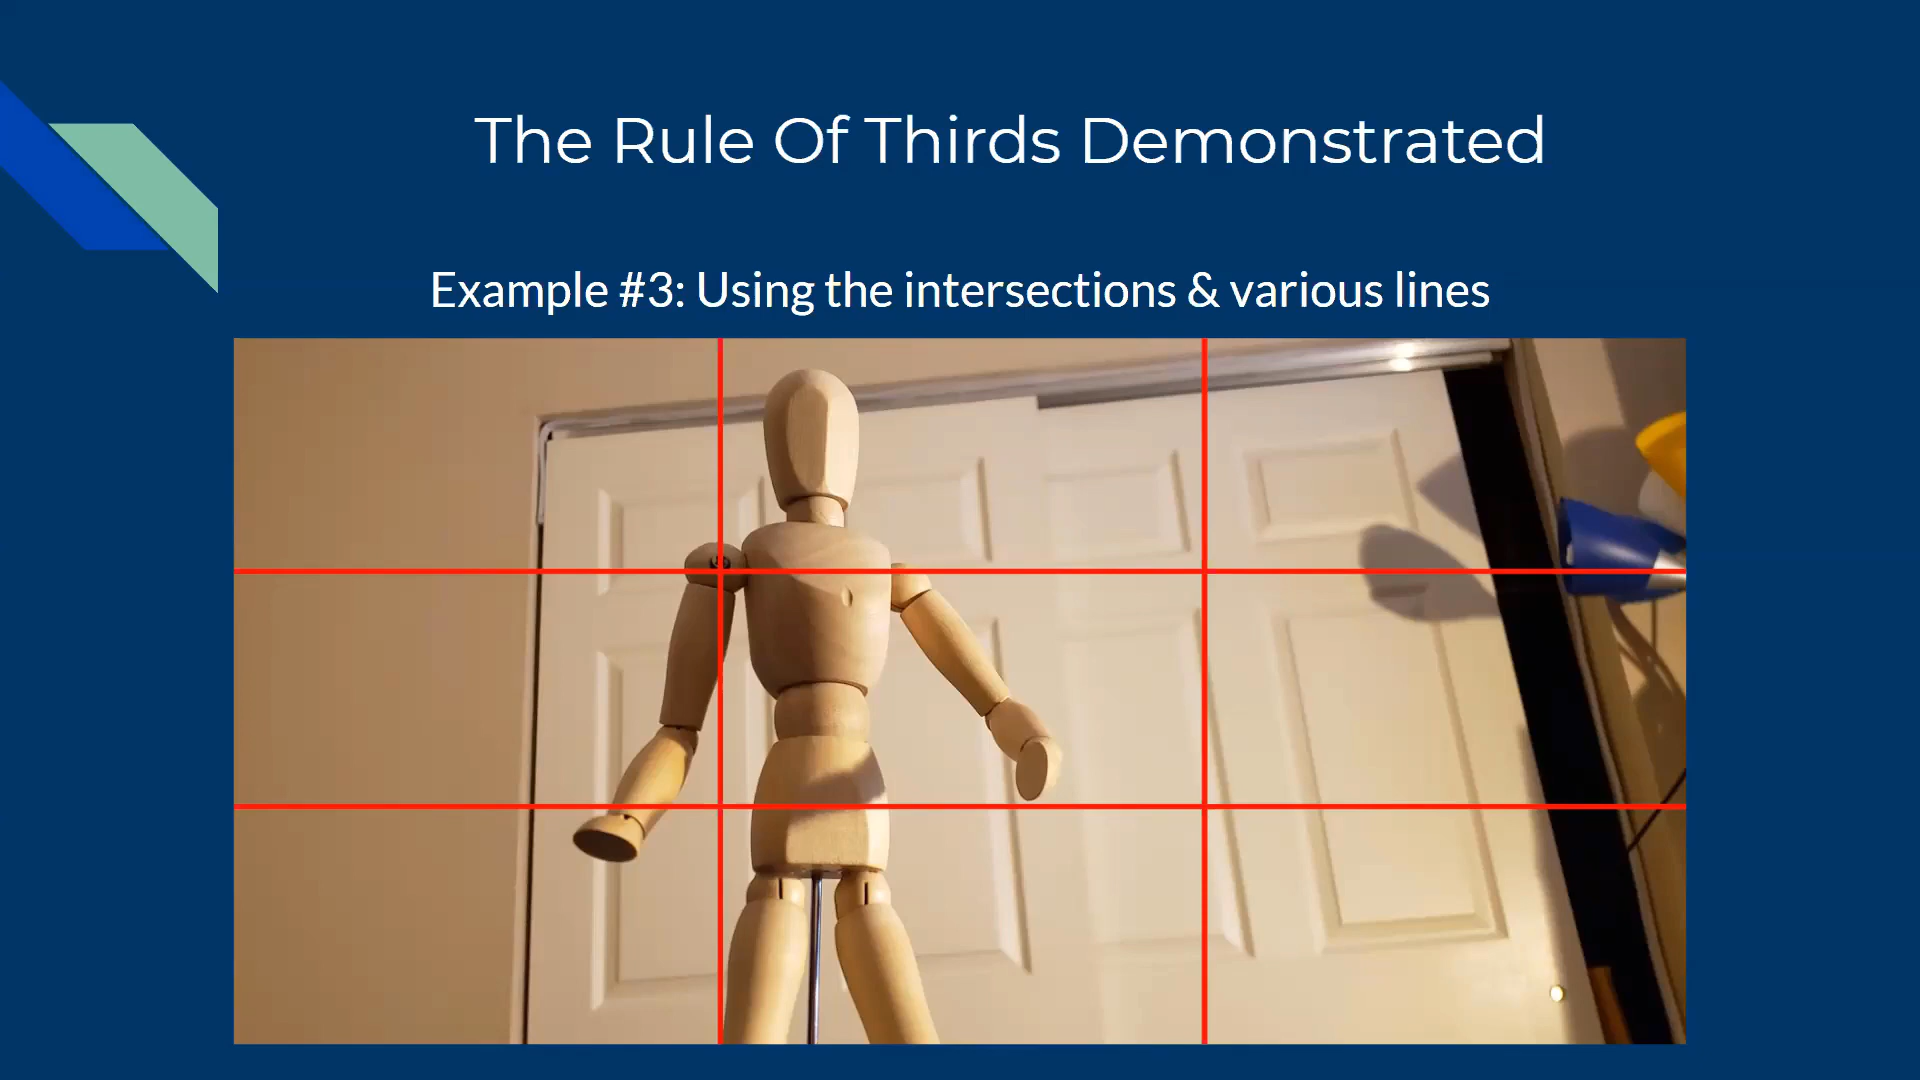 The Rule Of Thirds Demonstrated
Example #3: Using the intersections & various lines